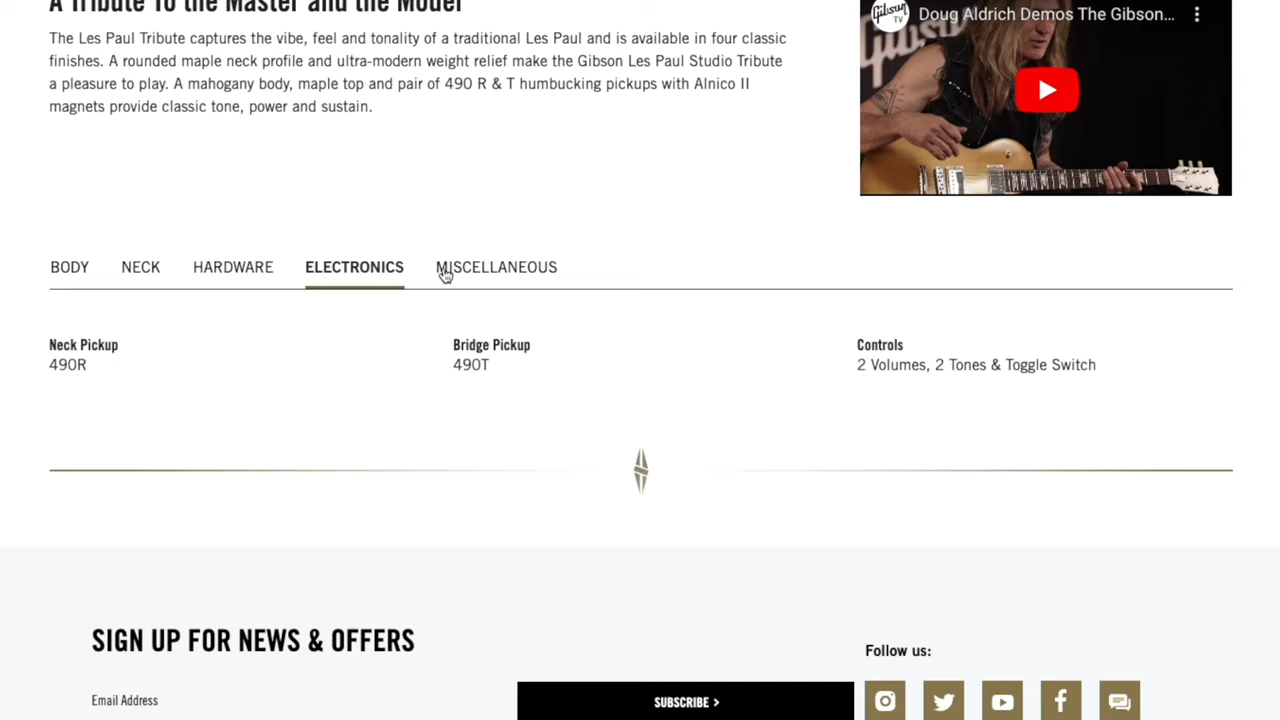 A Tribute To the Master and the Model
The Les Paul Tribute captures the vibe, feel and tonality of a traditional Les Paul and is available in four classic
finishes. A rounded maple neck profile and ultra-modern weight relief make the Gibson Les Paul Studio Tribute
a pleasure to play. A mahogany body, maple top and pair of 490 R & T humbucking pickups with Alnico II
magnets provide classic tone, power and sustain.
Gibson TV
Doug Aldrich Demos The Gibson...
BODY NECK HARDWARE ELECTRONICS MISCELLANEOUS
Neck Pickup
490R
Bridge Pickup
490T
Controls
2 Volumes, 2 Tones & Toggle Switch
SIGN UP FOR NEWS & OFFERS
Email Address
SUBSCRIBE >
Follow us: